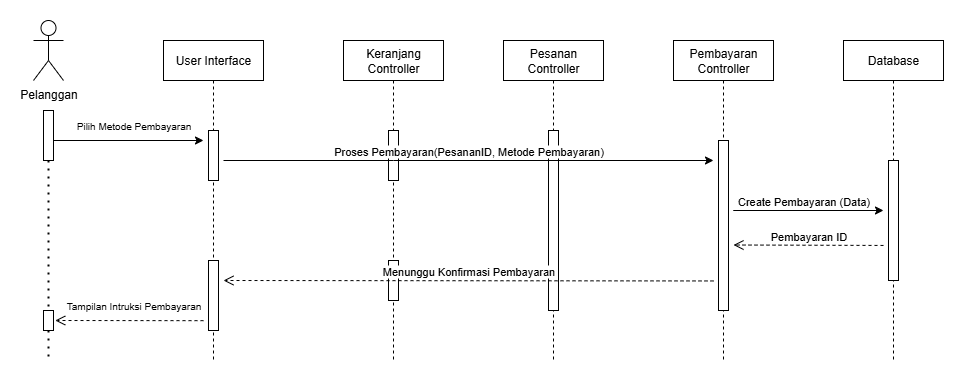 Pelanggan
User Interface
Keranjang
Controller
Pesanan
Controller
Pembayaran
Controller
Database
Pilih Metode Pembayaran
Proses Pembayaran(PesananID, Metode Pembayaran)
Create Pembayaran (Data)
Pembayaran ID
Menunggu Konfirmasi Pembayaran
Tampilan Intruksi Pembayaran